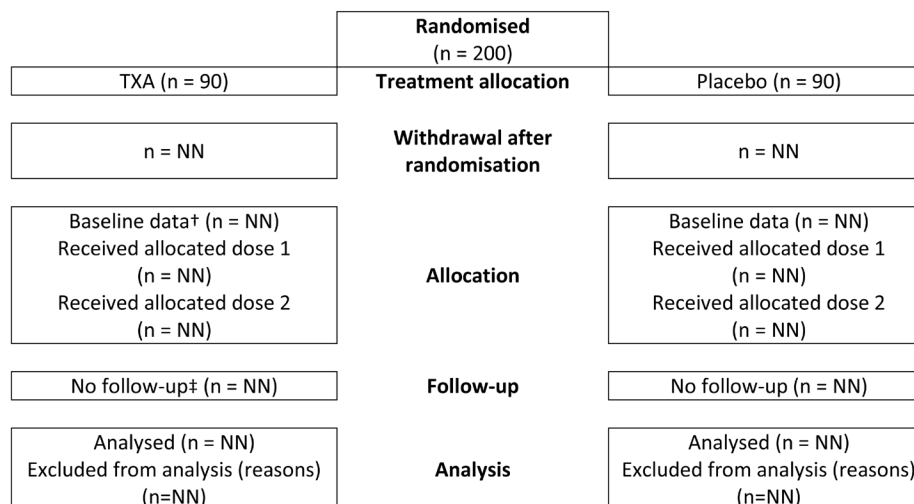 Randomised
(n = 200)
TXA (n = 90)
Treatment allocation
Placebo (n = 90)
n = NN
Withdrawal after
randomisation
n = NN
Baseline data† (n = NN)
Received allocated dose 1
(n = NN)
Received allocated dose 2
(n = NN)
Allocation
Baseline data (n = NN)
Received allocated dose 1
(n = NN)
Received allocated dose 2
(n = NN)
No follow-up‡ (n = NN)
Follow-up
No follow-up (n = NN)
Analysed (n = NN)
Excluded from analysis (reasons)
(n=NN)
Analysis
Analysed (n = NN)
Excluded from analysis (reasons)
(n=NN)